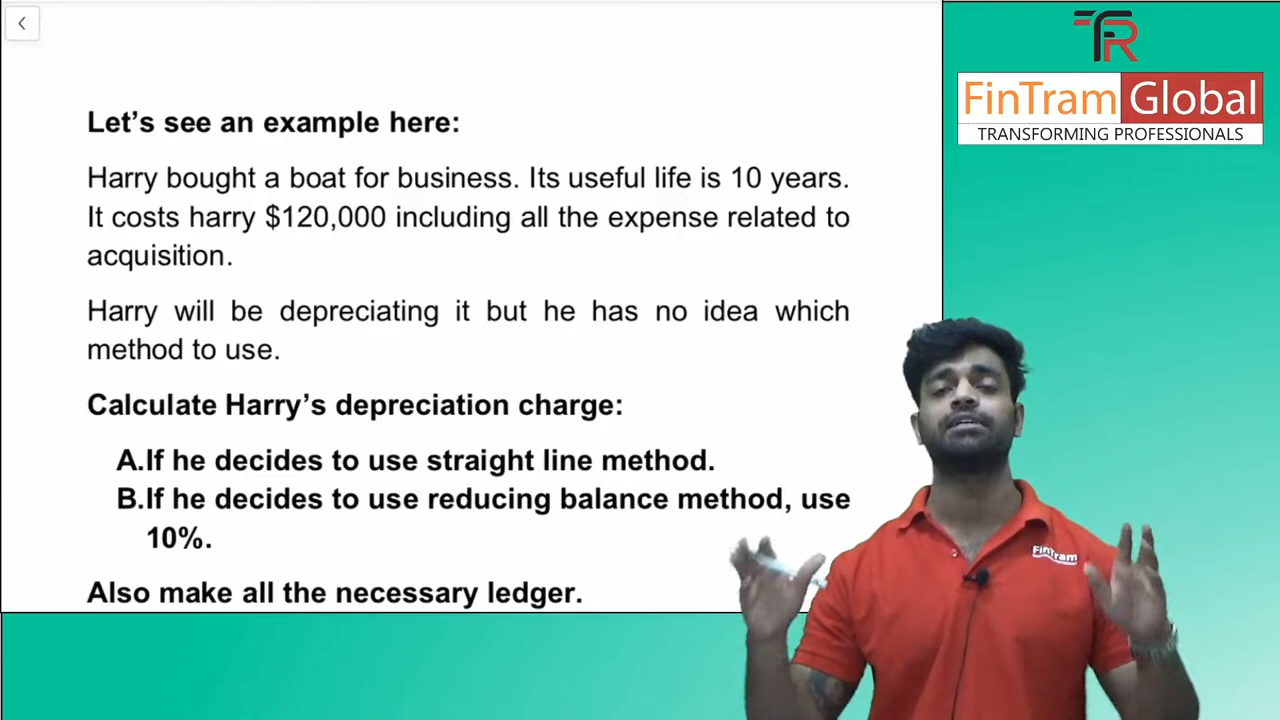 Let's see an example here:
Harry bought a boat for business. Its useful life is 10 years.
It costs harry $120,000 including all the expense related to
acquisition.
Harry will be depreciating it but he has no idea which
method to use.
Calculate Harry's depreciation charge:
A.If he decides to use straight line method.
B.If he decides to use reducing balance method, use
10%.
Also make all the necessary ledger.
FinTram Global
TRANSFORMING PROFESSIONALS
FinTram